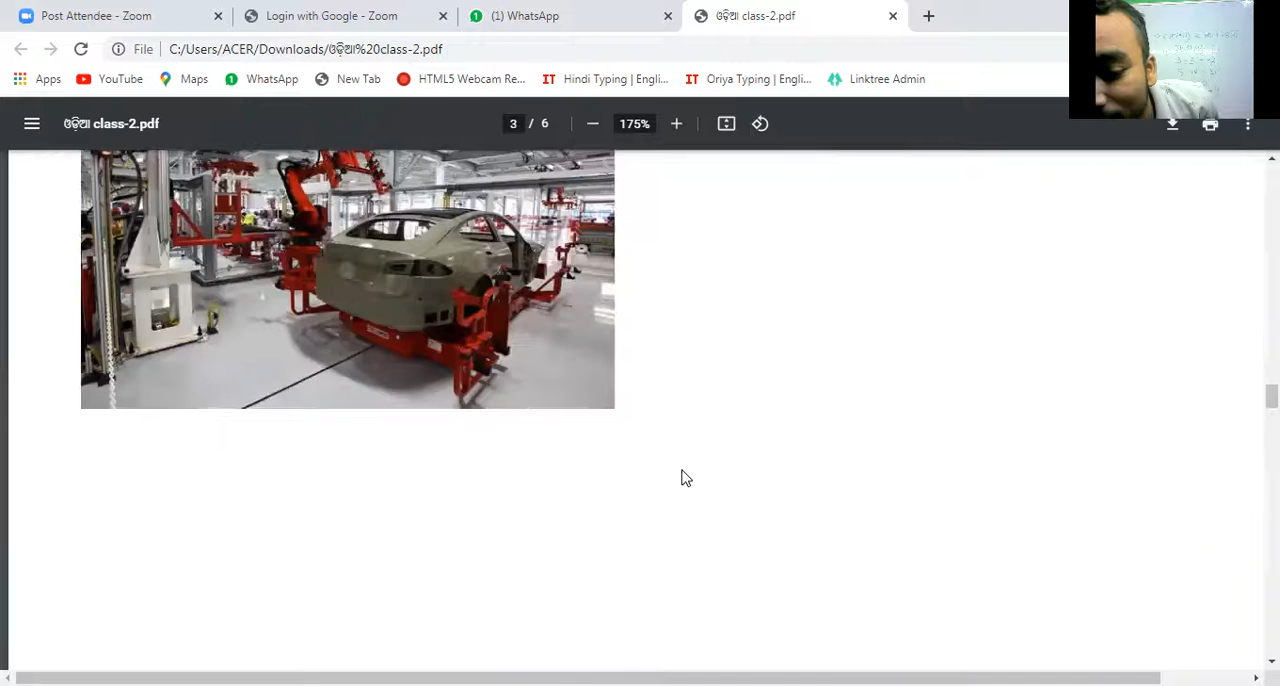 Post Attendee - Zoom
Login with Google - Zoom
(1) WhatsApp
ଓଡ଼ିଆ class-2.pdf
File
C:/Users/ACER/Downloads/ଓଡ଼ିଆ%20class-2.pdf
Apps
YouTube
Maps
WhatsApp
New Tab
HTML5 Webcam Re...
IT Hindi Typing | Engli...
IT Oriya Typing | Engli...
Linktree Admin
ଓଡ଼ିଆ class-2.pdf
3 / 6
175%